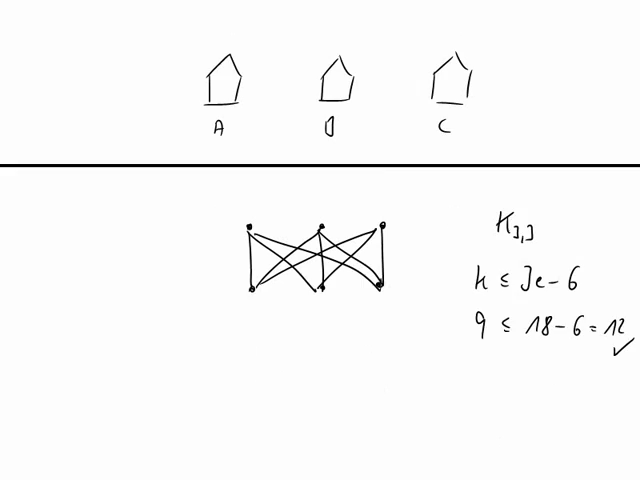 A B C
K3,3
k ≤ 3e - 6
9 ≤ 18 - 6 = 12 ✓